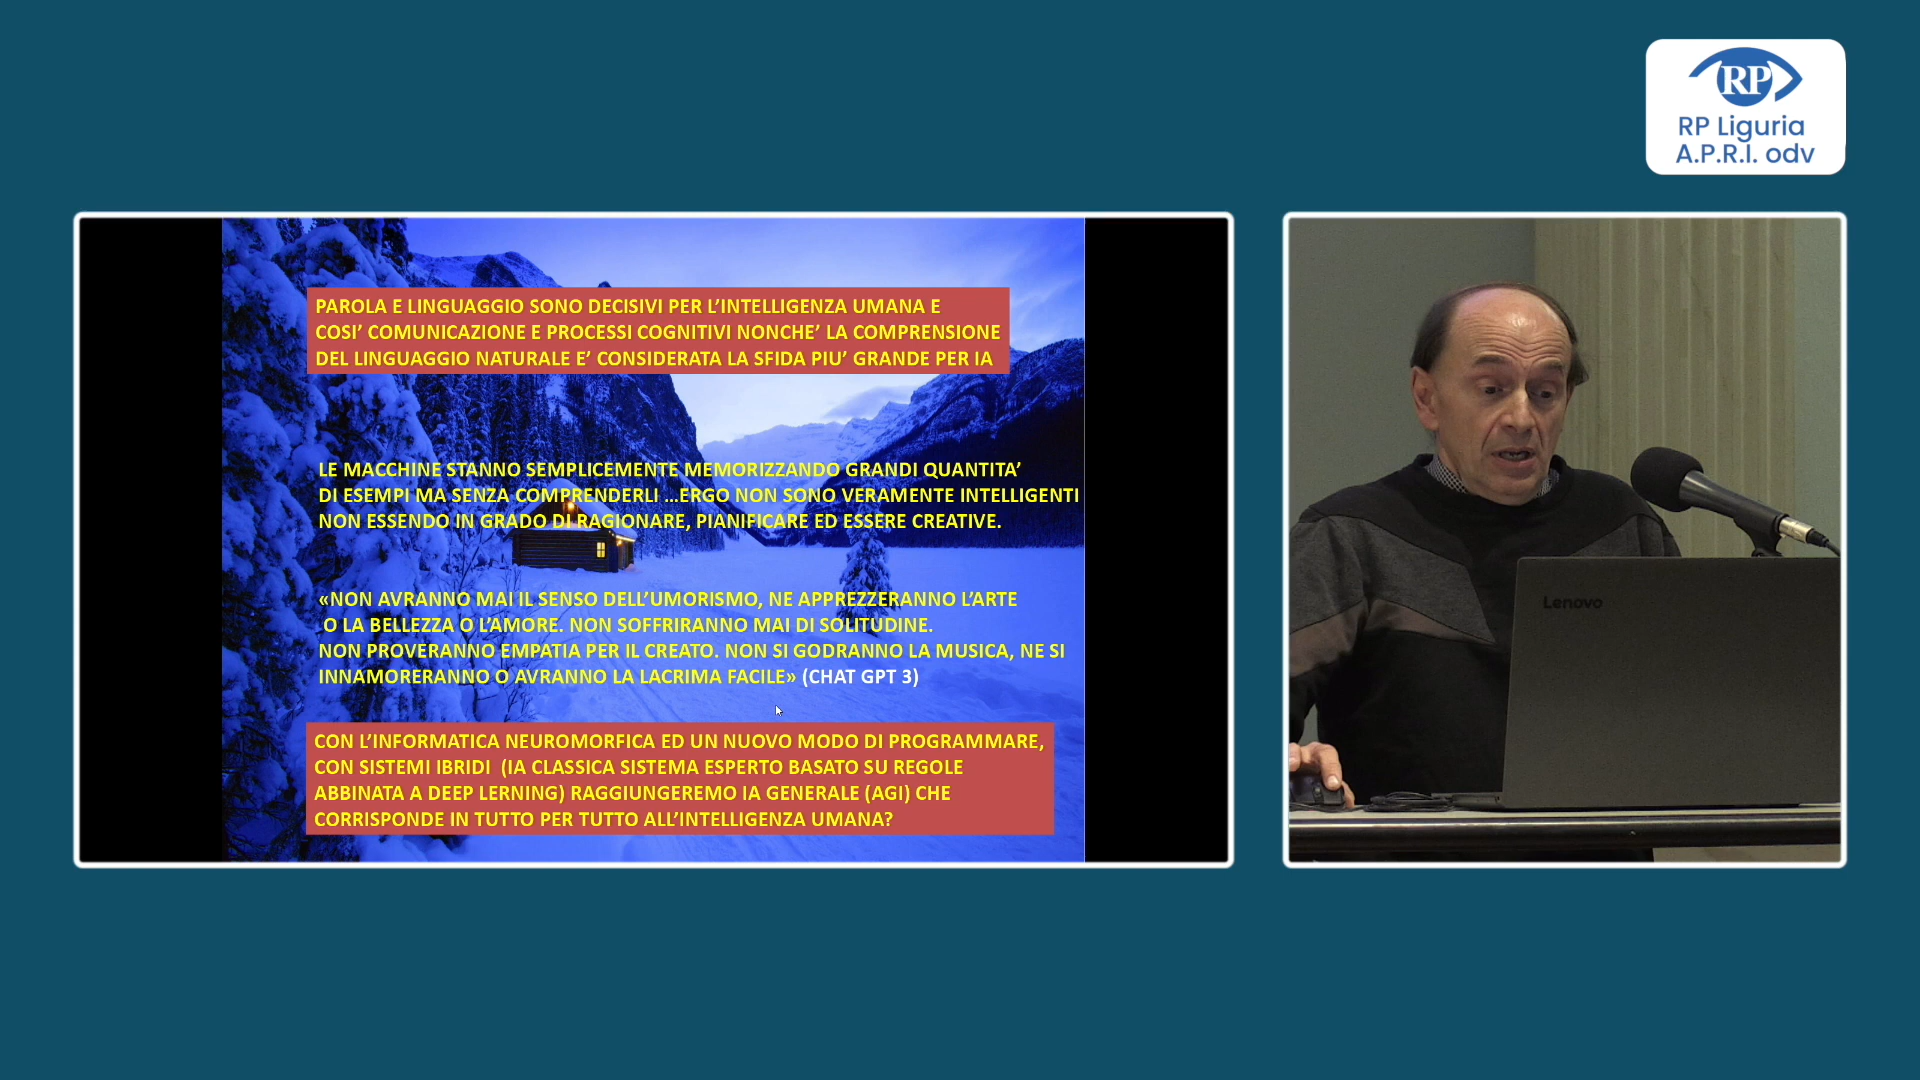 RP
RP Liguria
A.P.R.I. odv
PAROLA E LINGUAGGIO SONO DECISIVI PER L’INTELLIGENZA UMANA E
COSI’ COMUNICAZIONE E PROCESSI COGNITIVI NONCHE’ LA COMPRENSIONE
DEL LINGUAGGIO NATURALE E’ CONSIDERATA LA SFIDA PIU’ GRANDE PER IA
LE MACCHINE STANNO SEMPLICEMENTE MEMORIZZANDO GRANDI QUANTITA’
DI ESEMPI MA SENZA COMPRENDERLI ...ERGO NON SONO VERAMENTE INTELLIGENTI
NON ESSENDO IN GRADO DI RAGIONARE, PIANIFICARE ED ESSERE CREATIVE.
«NON AVRANNO MAI IL SENSO DELL’UMORISMO, NE APPREZZERANNO L’ARTE
O LA BELLEZZA O L’AMORE. NON SOFFRIRANNO MAI DI SOLITUDINE.
NON PROVERANNO EMPATIA PER IL CREATO. NON SI GODRANNO LA MUSICA, NE SI
INNAMORERANNO O AVRANNO LA LACRIMA FACILE» (CHAT GPT 3)
CON L’INFORMATICA NEUROMORFICA ED UN NUOVO MODO DI PROGRAMMARE,
CON SISTEMI IBRIDI (IA CLASSICA SISTEMA ESPERTO BASATO SU REGOLE
ABBINATA A DEEP LERNING) RAGGIUNGEREMO IA GENERALE (AGI) CHE
CORRISPONDE IN TUTTO PER TUTTO ALL’INTELLIGENZA UMANA?
Lenovo